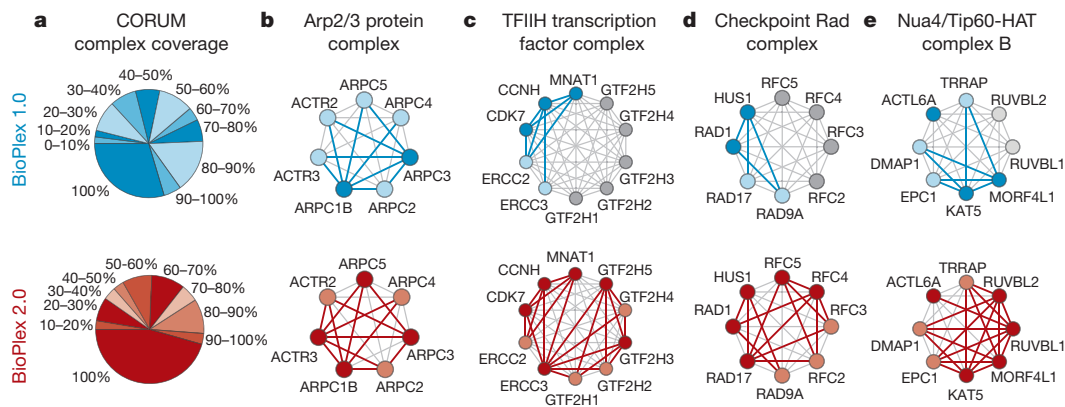 a CORUM complex coverage
b Arp2/3 protein complex
c TFIIH transcription factor complex
d Checkpoint Rad complex
e Nua4/Tip60-HAT complex B
BioPlex 1.0
40–50%
30–40%
50–60%
20–30%
60–70%
10–20%
70–80%
0–10%
80–90%
100%
90–100%
ARPC5
ACTR2
ARPC4
ACTR3
ARPC3
ARPC1B
ARPC2
MNAT1
CCNH
GTF2H5
CDK7
GTF2H4
ERCC2
GTF2H3
ERCC3
GTF2H2
GTF2H1
RFC5
HUS1
RFC4
RAD1
RFC3
RAD17
RFC2
RAD9A
TRRAP
ACTL6A
RUVBL2
DMAP1
RUVBL1
EPC1
MORF4L1
KAT5
BioPlex 2.0
50-60%
40–50%
60–70%
30–40%
70–80%
20–30%
80–90%
10–20%
90–100%
100%
ARPC5
ACTR2
ARPC4
ACTR3
ARPC3
ARPC1B
ARPC2
MNAT1
CCNH
GTF2H5
CDK7
GTF2H4
ERCC2
GTF2H3
ERCC3
GTF2H2
GTF2H1
RFC5
HUS1
RFC4
RAD1
RFC3
RAD17
RFC2
RAD9A
TRRAP
ACTL6A
RUVBL2
DMAP1
RUVBL1
EPC1
MORF4L1
KAT5